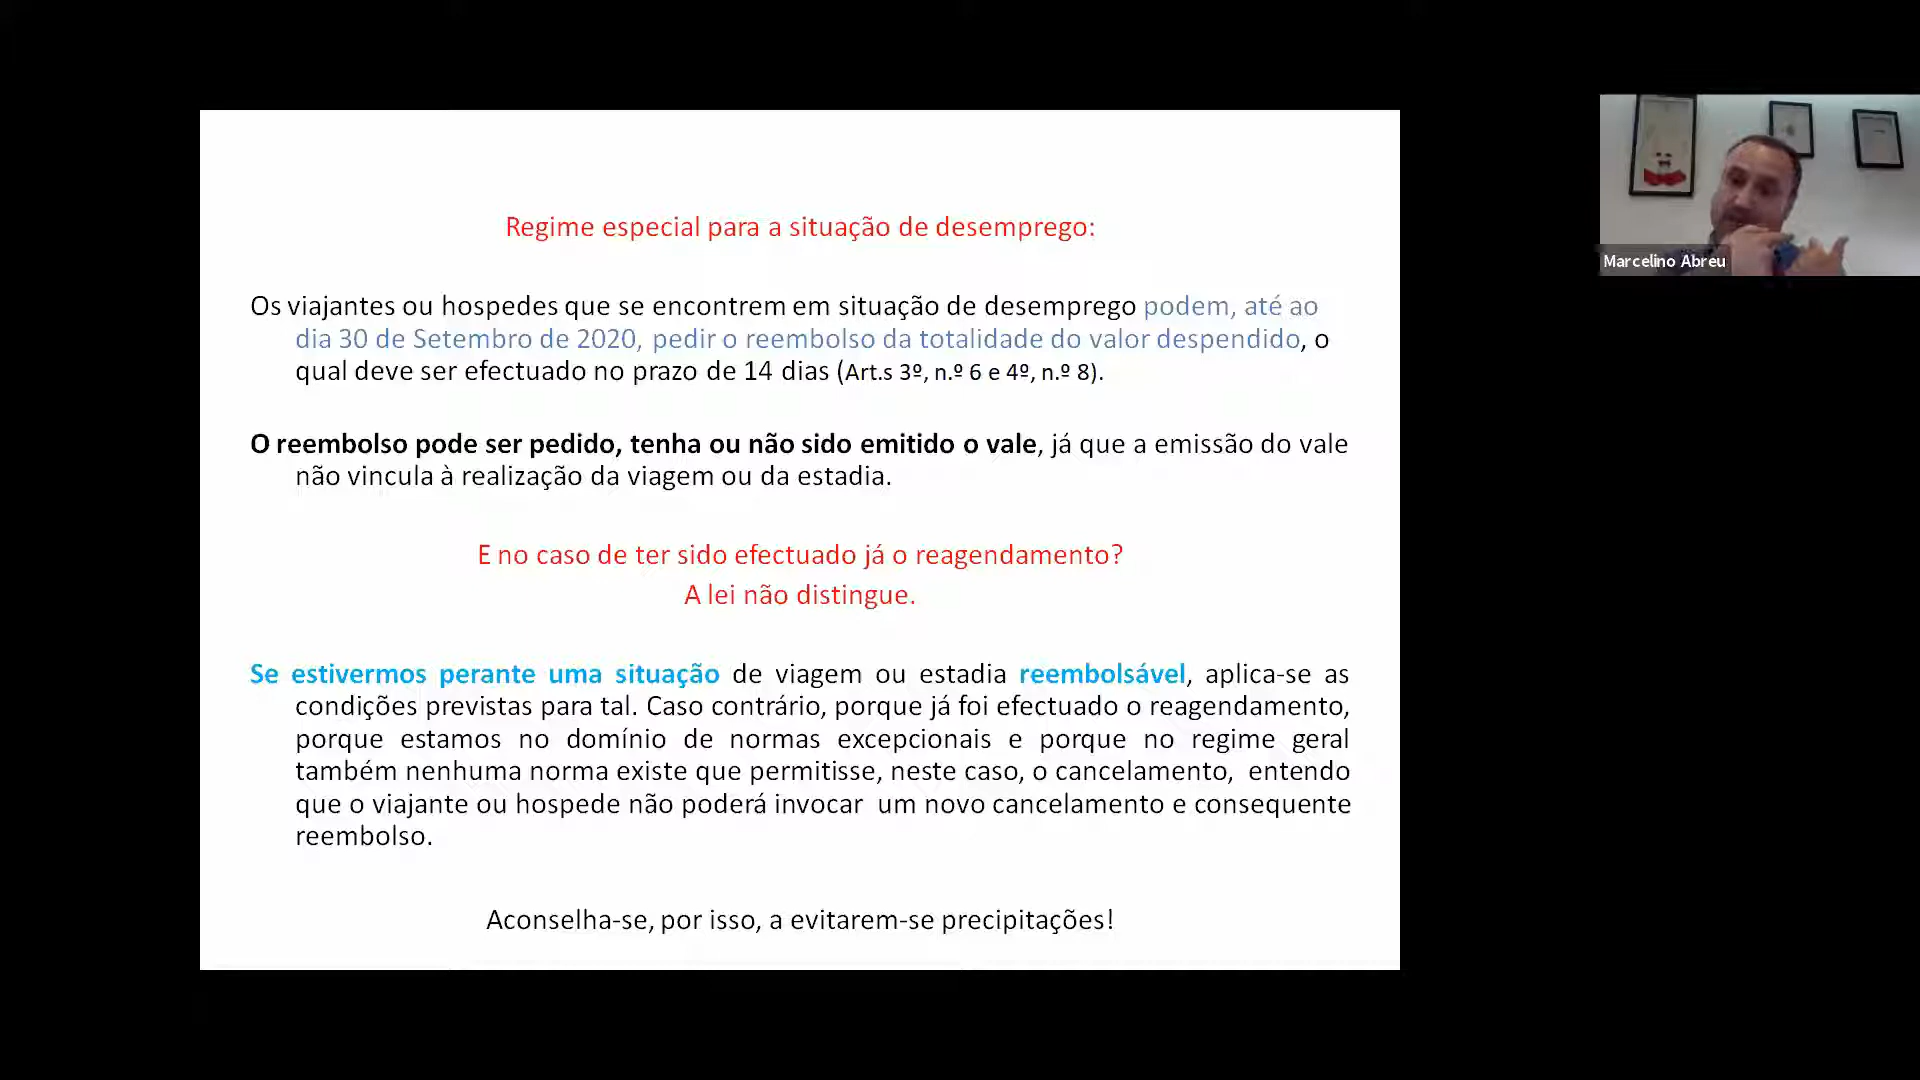 Regime especial para a situação de desemprego:
Os viajantes ou hospedes que se encontrem em situação de desemprego podem, até ao
dia 30 de Setembro de 2020, pedir o reembolso da totalidade do valor despendido, o
qual deve ser efectuado no prazo de 14 dias (Art.s 3º, n.º 6 e 4º, n.º 8).
O reembolso pode ser pedido, tenha ou não sido emitido o vale, já que a emissão do vale
não vincula à realização da viagem ou da estadia.
E no caso de ter sido efectuado já o reagendamento?
A lei não distingue.
Se estivermos perante uma situação de viagem ou estadia reembolsável, aplica-se as
condições previstas para tal. Caso contrário, porque já foi efectuado o reagendamento,
porque estamos no domínio de normas excepcionais e porque no regime geral
também nenhuma norma existe que permitisse, neste caso, o cancelamento, entendo
que o viajante ou hospede não poderá invocar um novo cancelamento e consequente
reembolso.
Aconselha-se, por isso, a evitarem-se precipitações!
Marcelino Abreu